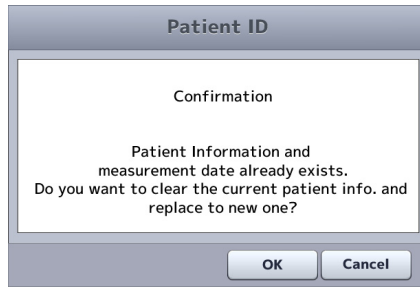 Patient ID
Confirmation
Patient Information and
measurement date already exists.
Do you want to clear the current patient info. and
replace to new one?
OK
Cancel